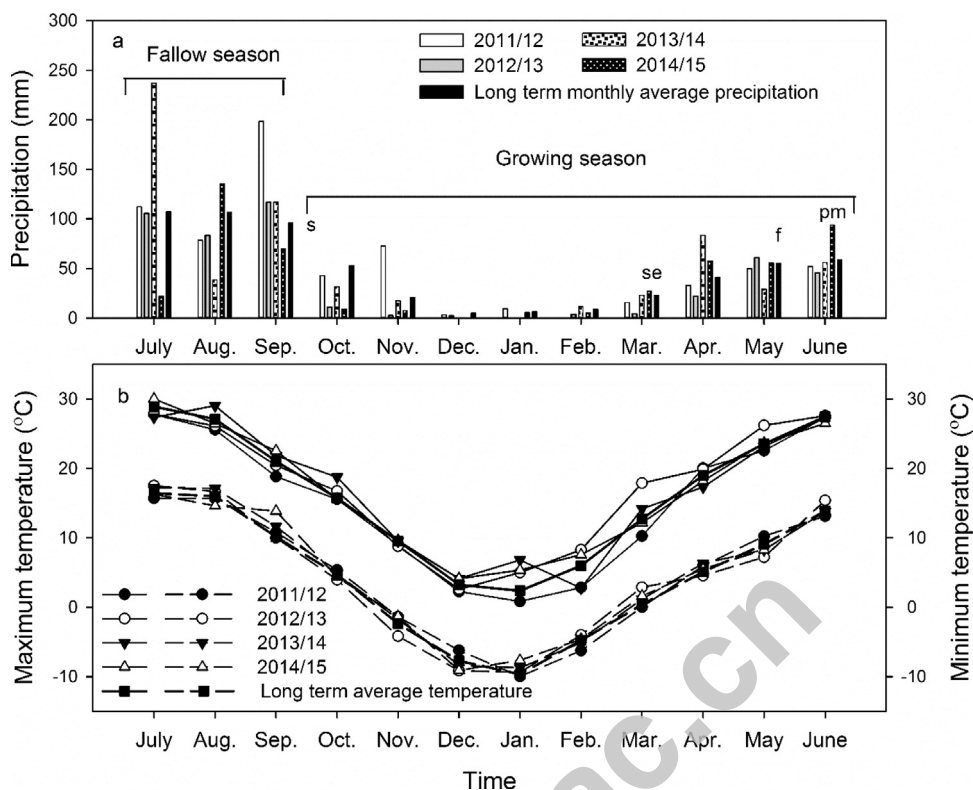 a
Fallow season
2011/12
2013/14
2012/13
2014/15
Long term monthly average precipitation
Growing season
s
se
f
pm
Precipitation (mm)
300
250
200
150
100
50
0
July Aug. Sep. Oct. Nov. Dec. Jan. Feb. Mar. Apr. May June
b
Maximum temperature (°C)
30
20
10
0
-10
2011/12
2012/13
2013/14
2014/15
Long term average temperature
30
20
10
0
-10
Minimum temperature (°C)
July Aug. Sep. Oct. Nov. Dec. Jan. Feb. Mar. Apr. May June
Time
ac.cn